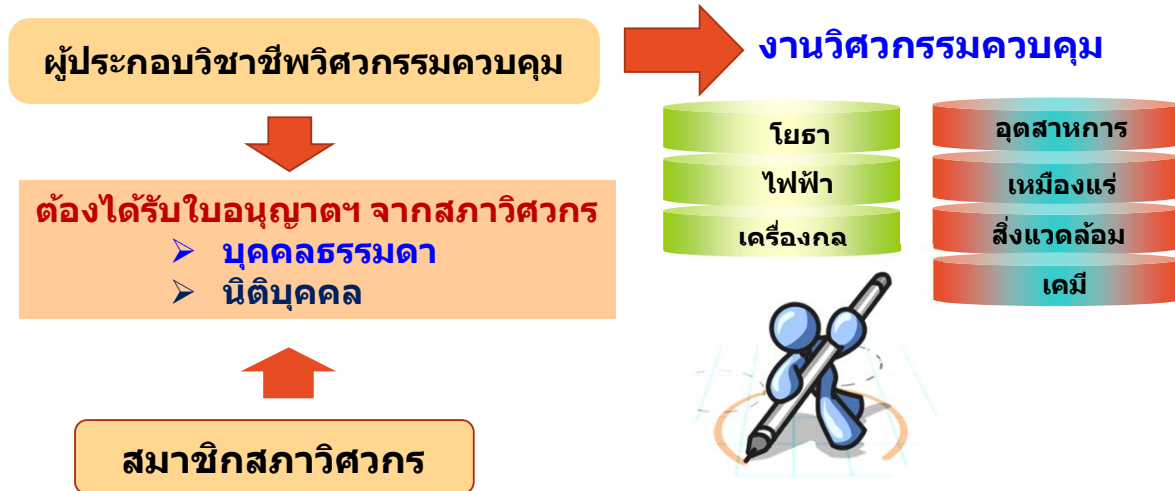 ผู้ประกอบวิชาชีพวิศวกรรมควบคุม
งานวิศวกรรมควบคุม
โยธา
ไฟฟ้า
เครื่องกล
อุตสาหการ
เหมืองแร่
สิ่งแวดล้อม
เคมี
ต้องได้รับใบอนุญาตฯ จากสภาวิศวกร
➢ บุคคลธรรมดา
➢ นิติบุคคล
สมาชิกสภาวิศวกร